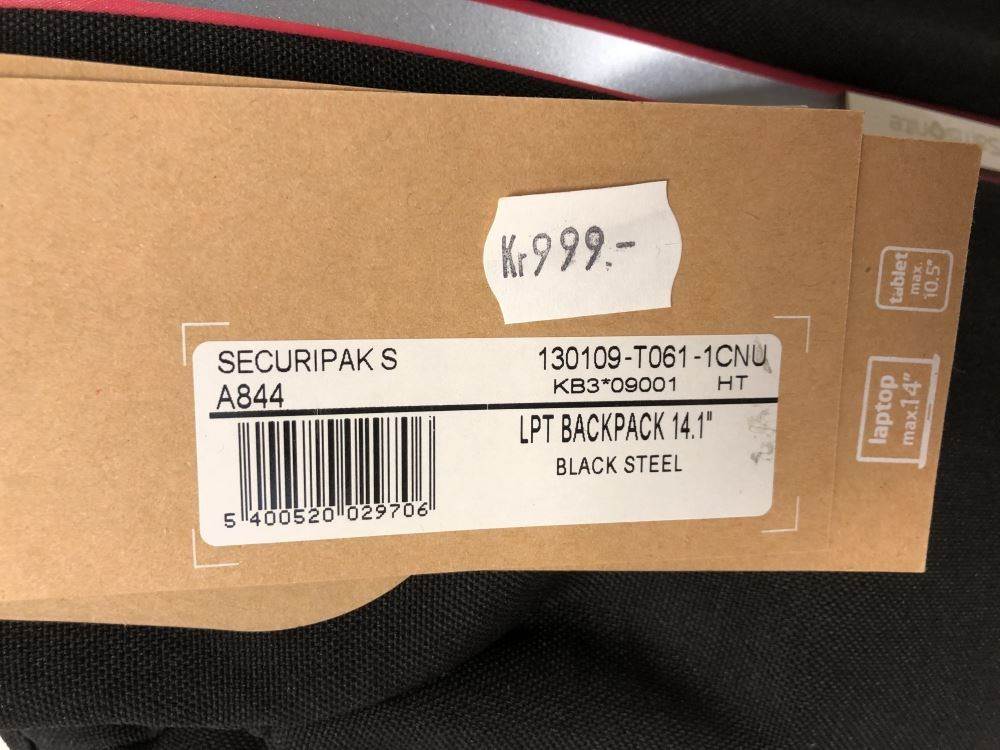 Kr999.-
SECURIPAK S
130109-T061-1CNU
A844
KB3*09001 HT
LPT BACKPACK 14.1"
BLACK STEEL
5 400520 029706
tablet
max.
10.5"
laptop
max.14"